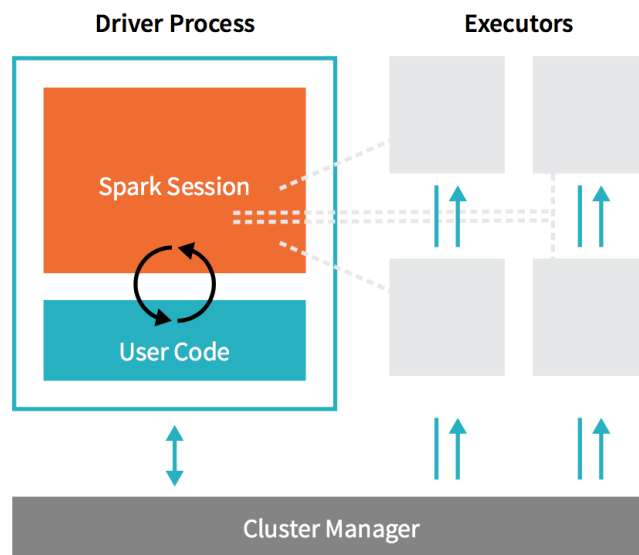 Driver Process
Executors
Spark Session
User Code
Cluster Manager